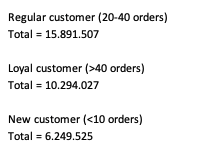 Regular customer (20-40 orders)
Total = 15.891.507
Loyal customer (>40 orders)
Total = 10.294.027
New customer (<10 orders)
Total = 6.249.525